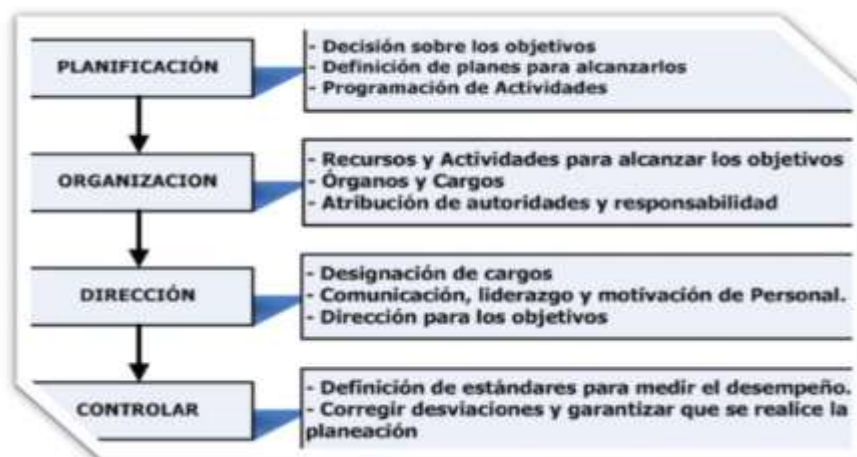 PLANIFICACIÓN
- Decisión sobre los objetivos
- Definición de planes para alcanzarlos
- Programación de Actividades
ORGANIZACION
- Recursos y Actividades para alcanzar los objetivos
- Órganos y Cargos
- Atribución de autoridades y responsabilidad
DIRECCIÓN
- Designación de cargos
- Comunicación, liderazgo y motivación de Personal.
- Dirección para los objetivos
CONTROLAR
- Definición de estándares para medir el desempeño.
- Corregir desviaciones y garantizar que se realice la
planeación